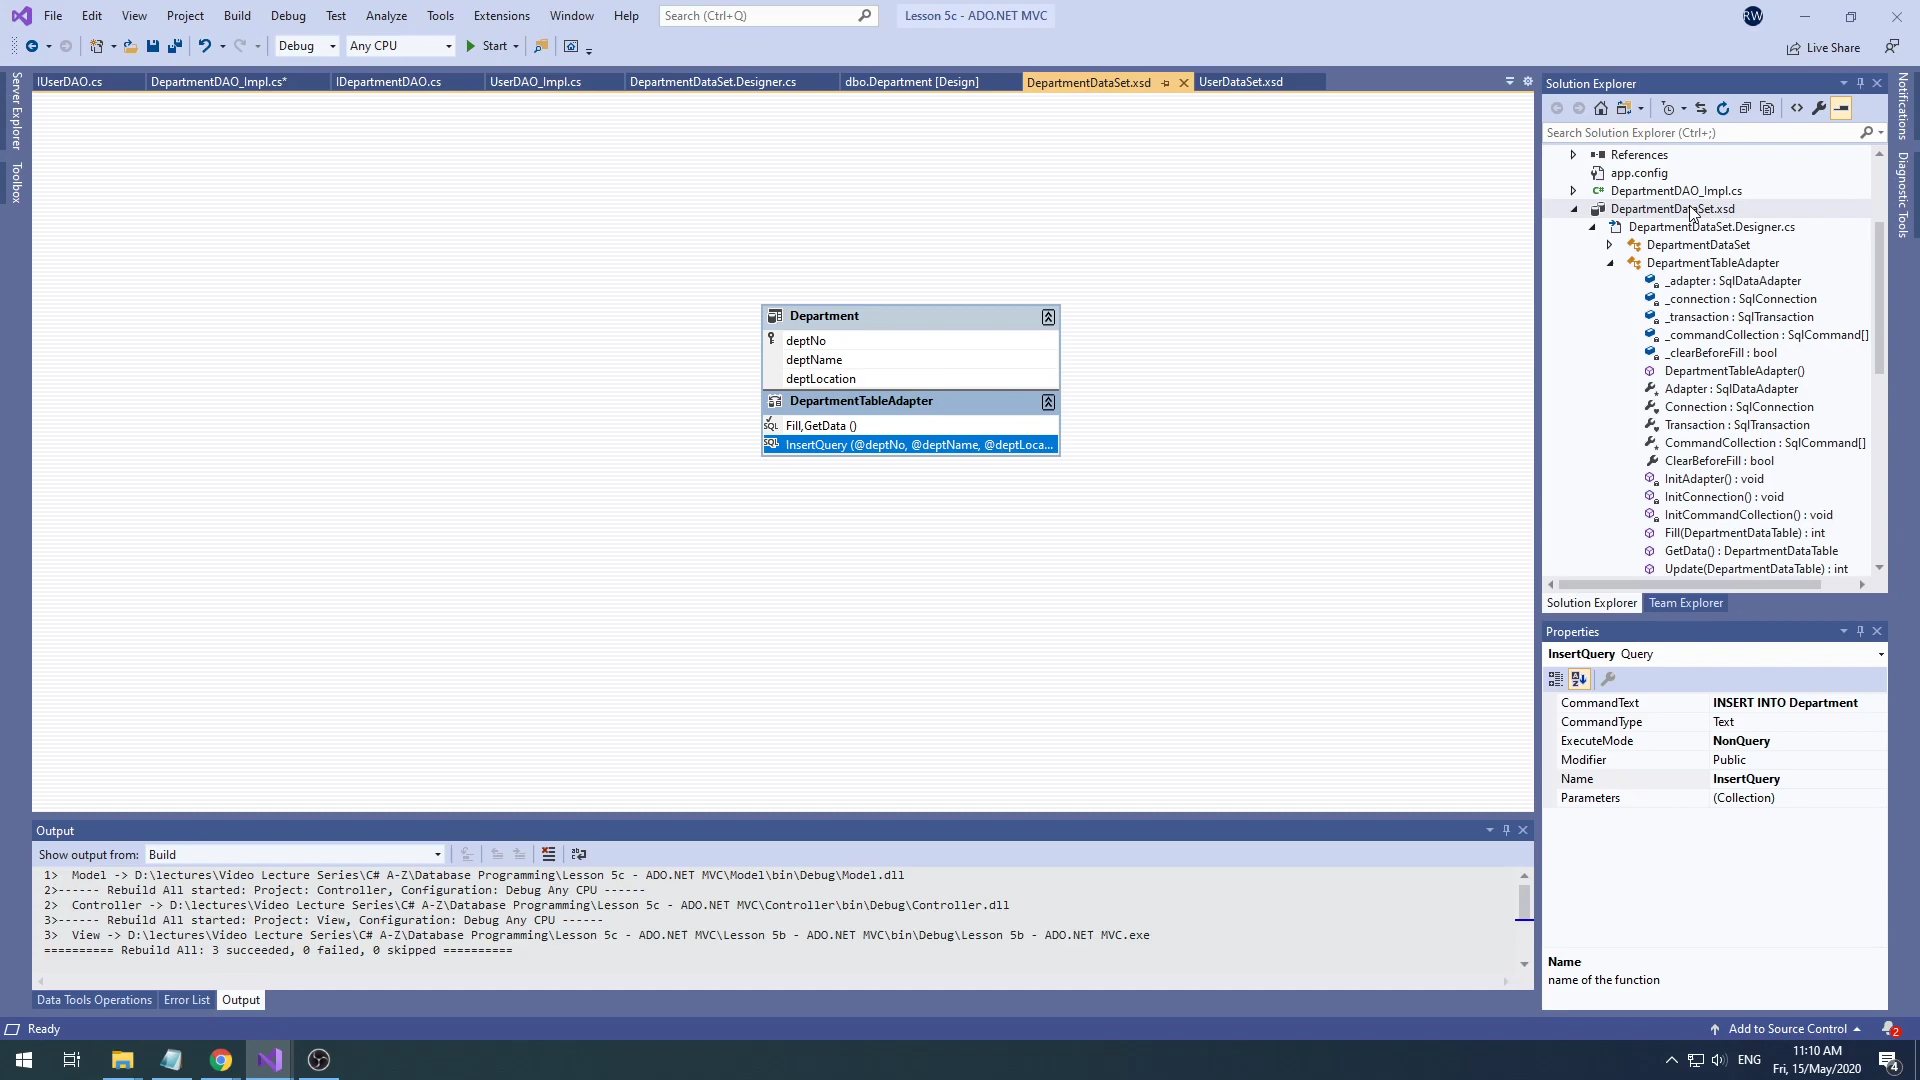 File Edit View Project Build Debug Test Analyze Tools Extensions Window Help Search (Ctrl+Q) Lesson 5c - ADO.NET MVC RW
Debug Any CPU Start Live Share
IUserDAO.cs DepartmentDAO_Impl.cs* IDepartmentDAO.cs UserDAO_Impl.cs DepartmentDataSet.Designer.cs dbo.Department [Design] DepartmentDataSet.xsd UserDataSet.xsd
Server Explorer
Toolbox
Department
deptNo
deptName
deptLocation
DepartmentTableAdapter
Fill,GetData ()
InsertQuery (@deptNo, @deptName, @deptLoca...
Solution Explorer
Search Solution Explorer (Ctrl+;)
References
app.config
DepartmentDAO_Impl.cs
DepartmentDataSet.xsd
DepartmentDataSet.Designer.cs
DepartmentDataSet
DepartmentTableAdapter
_adapter : SqlDataAdapter
_connection : SqlConnection
_transaction : SqlTransaction
_commandCollection : SqlCommand[]
_clearBeforeFill : bool
DepartmentTableAdapter()
Adapter : SqlDataAdapter
Connection : SqlConnection
Transaction : SqlTransaction
CommandCollection : SqlCommand[]
ClearBeforeFill : bool
InitAdapter() : void
InitConnection() : void
InitCommandCollection() : void
Fill(DepartmentDataTable) : int
GetData() : DepartmentDataTable
Update(DepartmentDataTable) : int
Solution Explorer Team Explorer
Notifications
Diagnostic Tools
Properties
InsertQuery Query
CommandText INSERT INTO Department
CommandType Text
ExecuteMode NonQuery
Modifier Public
Name InsertQuery
Parameters (Collection)
Name
name of the function
Output
Show output from: Build
1> Model -> D:\lectures\Video Lecture Series\C# A-Z\Database Programming\Lesson 5c - ADO.NET MVC\Model\bin\Debug\Model.dll
2>------ Rebuild All started: Project: Controller, Configuration: Debug Any CPU ------
2> Controller -> D:\lectures\Video Lecture Series\C# A-Z\Database Programming\Lesson 5c - ADO.NET MVC\Controller\bin\Debug\Controller.dll
3>------ Rebuild All started: Project: View, Configuration: Debug Any CPU ------
3> View -> D:\lectures\Video Lecture Series\C# A-Z\Database Programming\Lesson 5c - ADO.NET MVC\Lesson 5b - ADO.NET MVC\bin\Debug\Lesson 5b - ADO.NET MVC.exe
========== Rebuild All: 3 succeeded, 0 failed, 0 skipped ==========
Data Tools Operations Error List Output
Ready Add to Source Control 2
ENG 11:10 AM
Fri, 15/May/2020 4